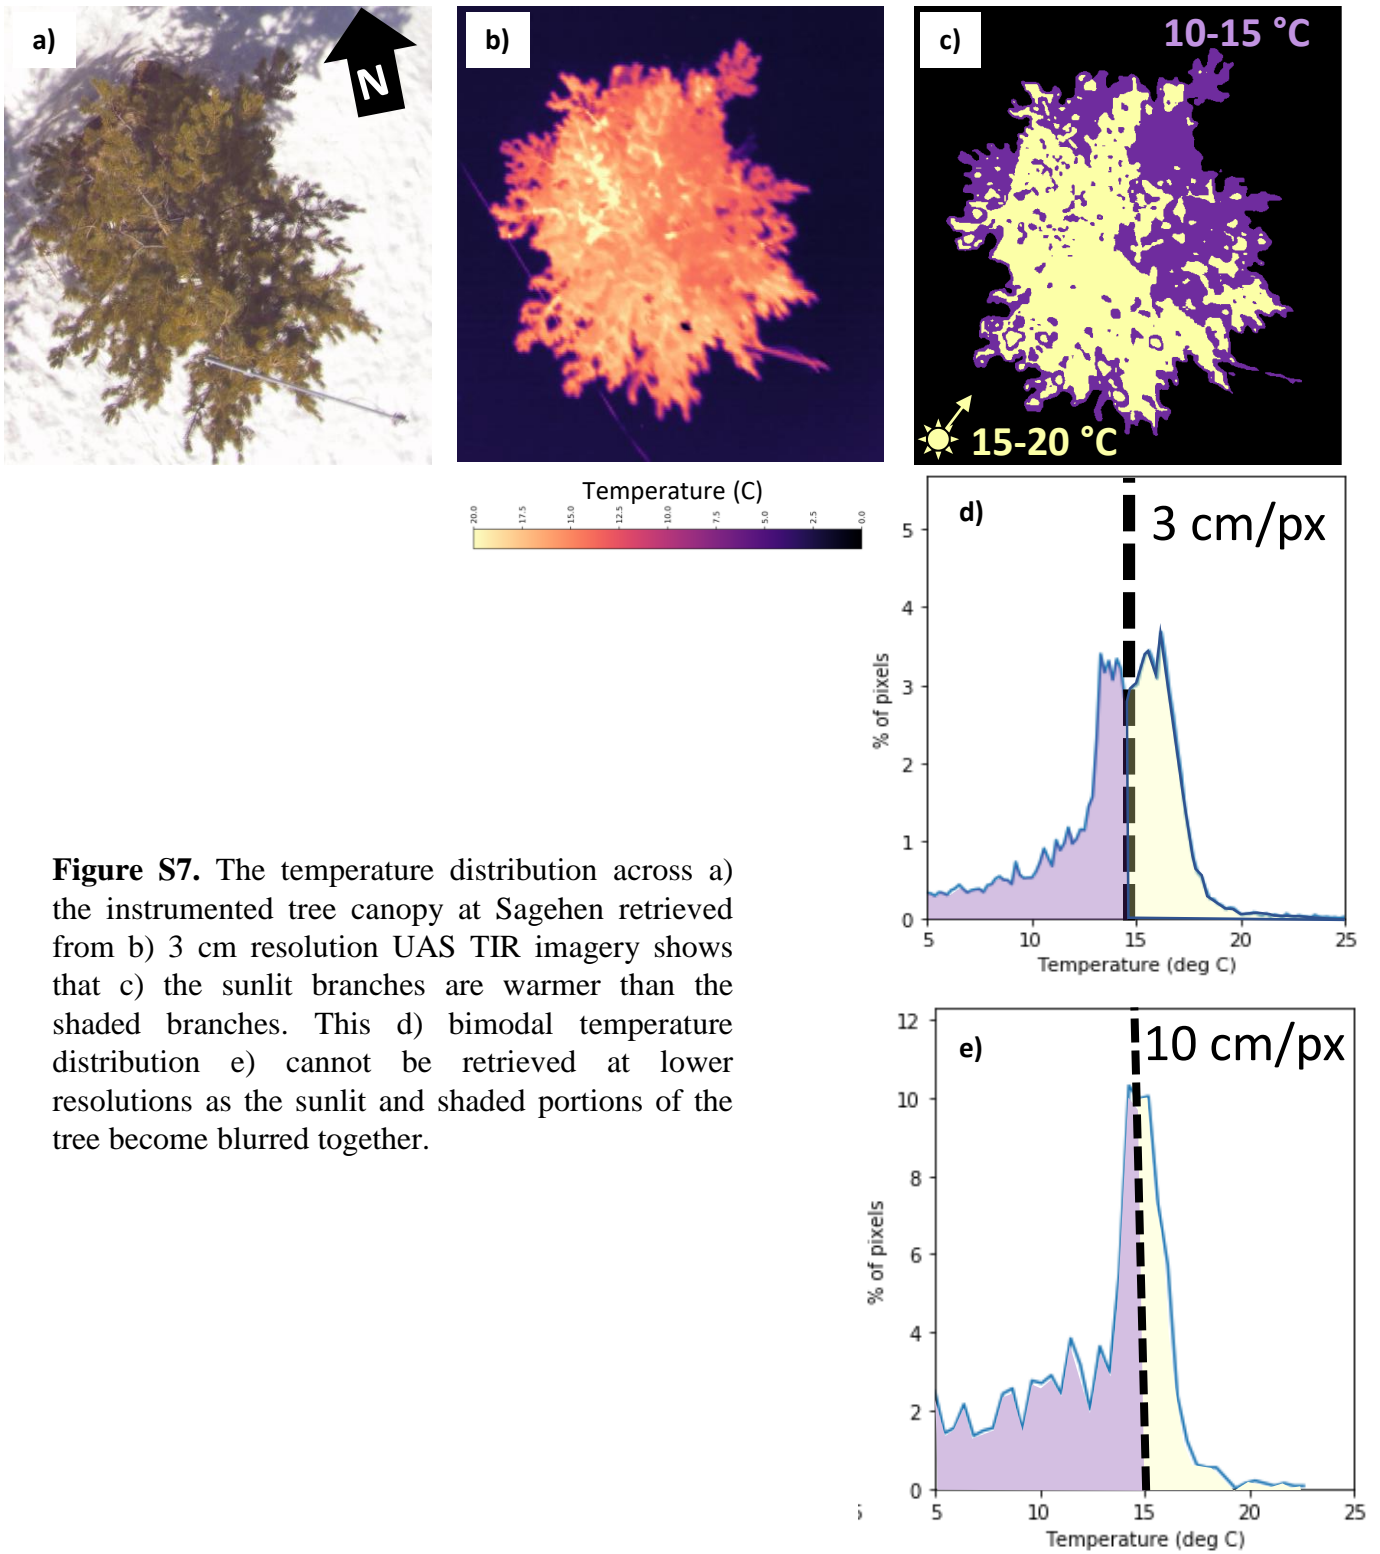 a)
N
b)
c)
10-15 °C
15-20 °C
Temperature (C)
20.0 17.5 15.0 12.5 10.0 7.5 5.0 2.5 0.0
d)
3 cm/px
5
4
3
2
1
0
% of pixels
5 10 15 20 25
Temperature (deg C)
Figure S7. The temperature distribution across a)
the instrumented tree canopy at Sagehen retrieved
from b) 3 cm resolution UAS TIR imagery shows
that c) the sunlit branches are warmer than the
shaded branches. This d) bimodal temperature
distribution e) cannot be retrieved at lower
resolutions as the sunlit and shaded portions of the
tree become blurred together.
e)
10 cm/px
12
10
8
6
4
2
0
% of pixels
5 10 15 20 25
Temperature (deg C)